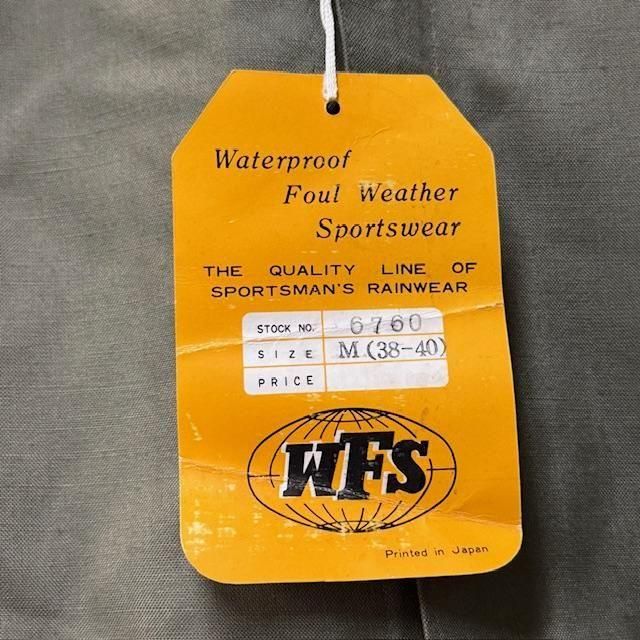 Waterproof
Foul Weather
Sportswear
THE QUALITY LINE OF
SPORTSMAN'S RAINWEAR
STOCK NO. 6760
SIZE M (38-40)
PRICE
WFS
Printed in Japan